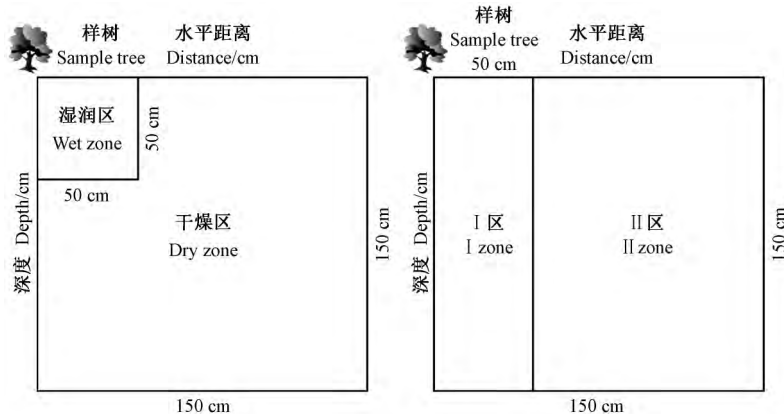 样树
Sample tree
水平距离
Distance/cm
湿润区
Wet zone
50 cm
50 cm
干燥区
Dry zone
深度 Depth/cm
150 cm
150 cm
样树
Sample tree
50 cm
水平距离
Distance/cm
Ⅰ区
Ⅰ zone
Ⅱ区
Ⅱ zone
深度 Depth/cm
150 cm
150 cm